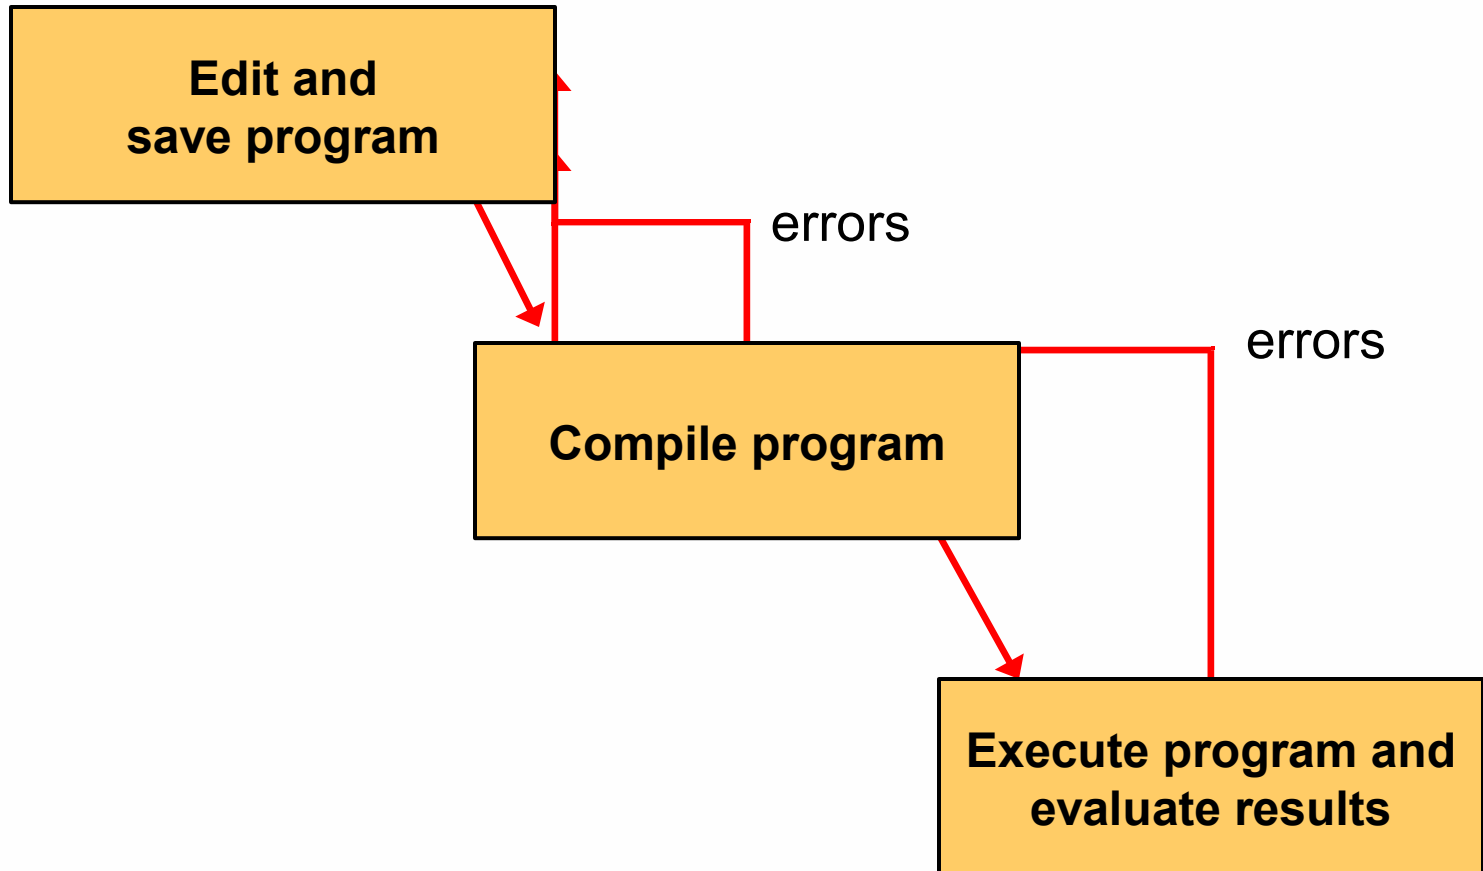 Edit and
save program
errors
errors
Compile program
Execute program and
evaluate results